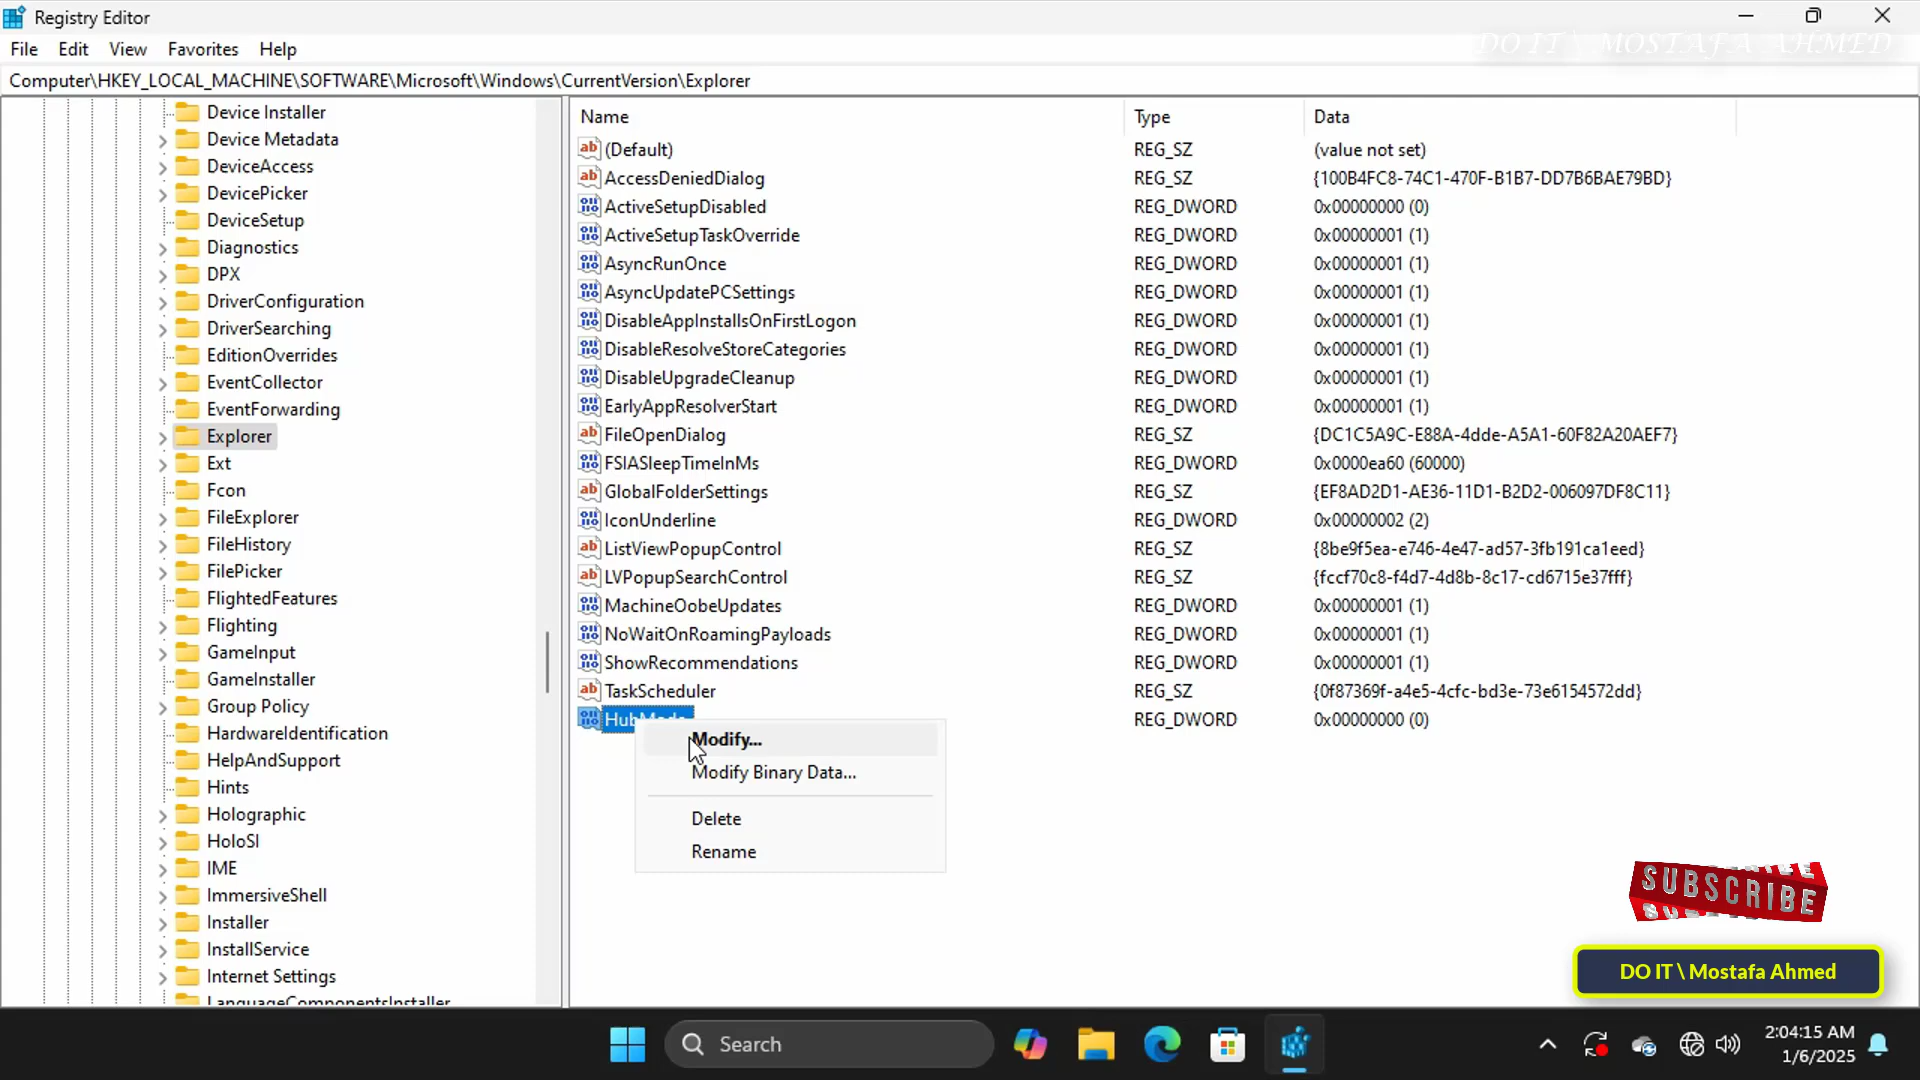 Registry Editor
File Edit View Favorites Help
DO IT \ MOSTAFA AHMED
Computer\HKEY_LOCAL_MACHINE\SOFTWARE\Microsoft\Windows\CurrentVersion\Explorer
Device Installer
Device Metadata
DeviceAccess
DevicePicker
DeviceSetup
Diagnostics
DPX
DriverConfiguration
DriverSearching
EditionOverrides
EventCollector
EventForwarding
Explorer
Ext
Fcon
FileExplorer
FileHistory
FilePicker
FlightedFeatures
Flighting
GameInput
GameInstaller
Group Policy
HardwareIdentification
HelpAndSupport
Hints
Holographic
HoloSI
IME
ImmersiveShell
Installer
InstallService
Internet Settings
LanguageComponentsInstaller
Name Type Data
(Default) REG_SZ (value not set)
AccessDeniedDialog REG_SZ {100B4FC8-74C1-470F-B1B7-DD7B6BAE79BD}
ActiveSetupDisabled REG_DWORD 0x00000000 (0)
ActiveSetupTaskOverride REG_DWORD 0x00000001 (1)
AsyncRunOnce REG_DWORD 0x00000001 (1)
AsyncUpdatePCSettings REG_DWORD 0x00000001 (1)
DisableAppInstallsOnFirstLogon REG_DWORD 0x00000001 (1)
DisableResolveStoreCategories REG_DWORD 0x00000001 (1)
DisableUpgradeCleanup REG_DWORD 0x00000001 (1)
EarlyAppResolverStart REG_DWORD 0x00000001 (1)
FileOpenDialog REG_SZ {DC1C5A9C-E88A-4dde-A5A1-60F82A20AEF7}
FSIASleepTimeInMs REG_DWORD 0x0000ea60 (60000)
GlobalFolderSettings REG_SZ {EF8AD2D1-AE36-11D1-B2D2-006097DF8C11}
IconUnderline REG_DWORD 0x00000002 (2)
ListViewPopupControl REG_SZ {8be9f5ea-e746-4e47-ad57-3fb191ca1eed}
LVPopupSearchControl REG_SZ {fccf70c8-f4d7-4d8b-8c17-cd6715e37fff}
MachineOobeUpdates REG_DWORD 0x00000001 (1)
NoWaitOnRoamingPayloads REG_DWORD 0x00000001 (1)
ShowRecommendations REG_DWORD 0x00000001 (1)
TaskScheduler REG_SZ {0f87369f-a4e5-4cfc-bd3e-73e6154572dd}
HubMode REG_DWORD 0x00000000 (0)
Modify...
Modify Binary Data...
Delete
Rename
SUBSCRIBE
DO IT \ Mostafa Ahmed
Search
2:04:15 AM
1/6/2025